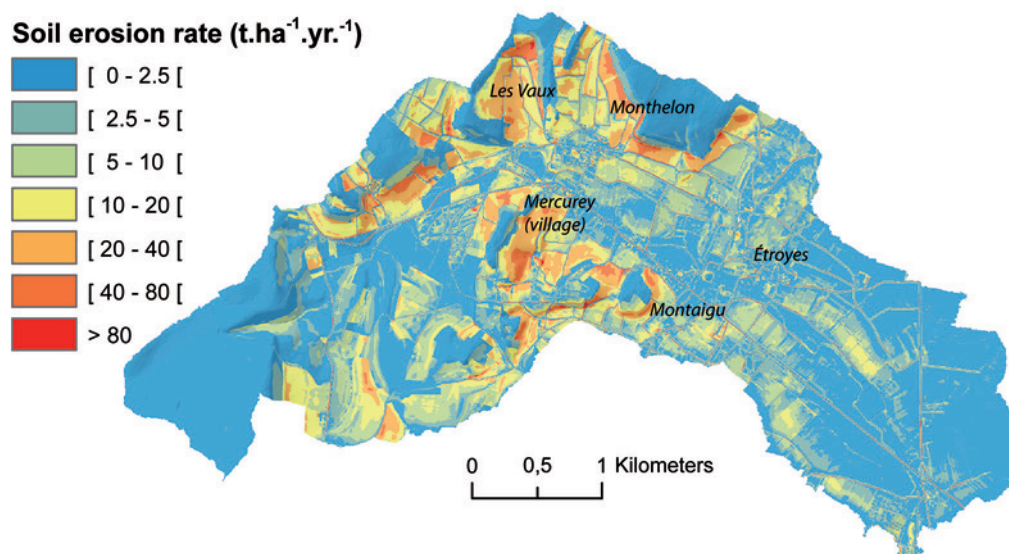 Soil erosion rate (t.ha⁻¹.yr.⁻¹)
[ 0 - 2.5 [
[ 2.5 - 5 [
[ 5 - 10 [
[ 10 - 20 [
[ 20 - 40 [
[ 40 - 80 [
> 80
Les Vaux
Monthelon
Mercurey
(village)
Étroyes
Montaigu
0 0,5 1 Kilometers